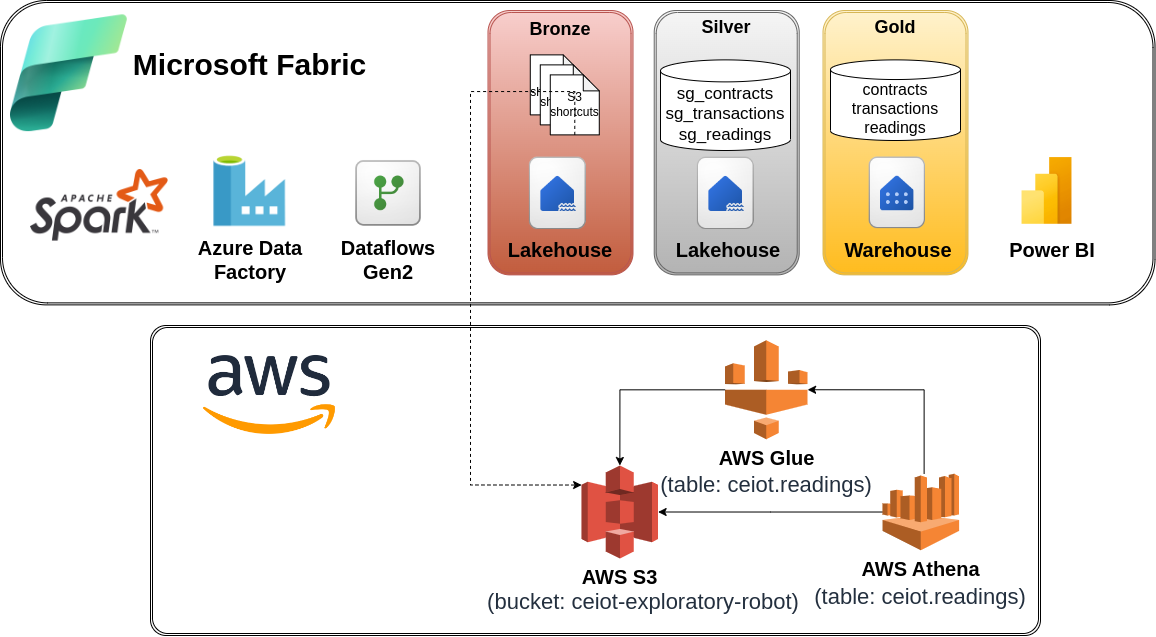 Microsoft Fabric
Bronze
Silver
Gold
S3
shortcuts
sg_contracts
sg_transactions
sg_readings
contracts
transactions
readings
APACHE
Spark
TM
Azure Data
Factory
Dataflows
Gen2
Lakehouse
Lakehouse
Warehouse
Power BI
aws
AWS Glue
(table: ceiot.readings)
AWS S3
(bucket: ceiot-exploratory-robot)
AWS Athena
(table: ceiot.readings)